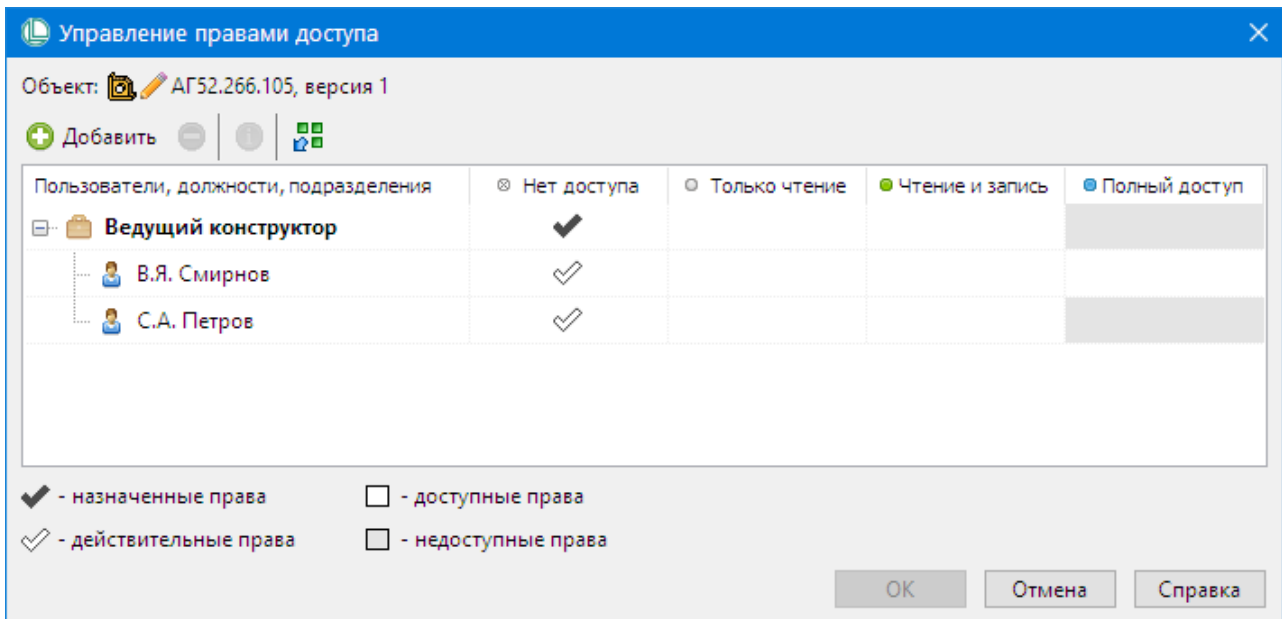 Управление правами доступа
Объект: АГ52.266.105, версия 1
Добавить
Пользователи, должности, подразделения Нет доступа Только чтение Чтение и запись Полный доступ
Ведущий конструктор
В.Я. Смирнов
С.А. Петров
- назначенные права - доступные права
- действительные права - недоступные права
ОК Отмена Справка